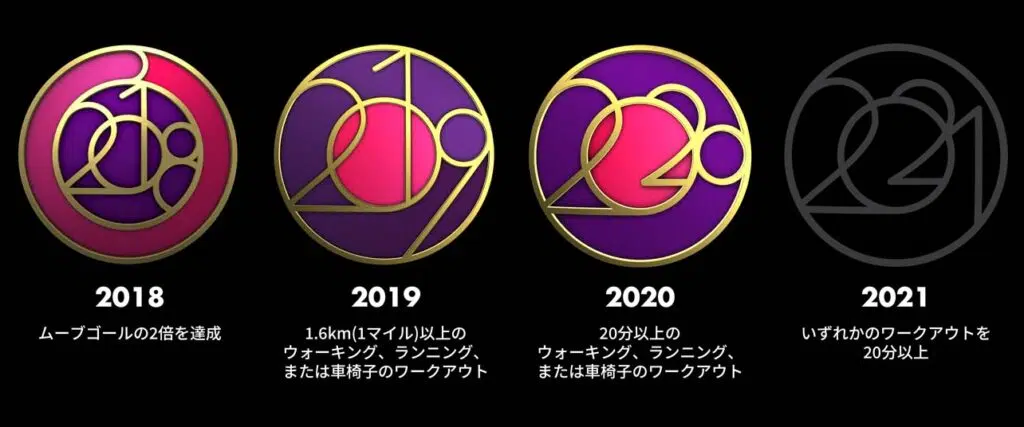 2018
2019
2020
2021
2018
ムーブゴールの2倍を達成
2019
1.6km(1マイル)以上の
ウォーキング、ランニング、
または車椅子のワークアウト
2020
20分以上の
ウォーキング、ランニング、
または車椅子のワークアウト
2021
いずれかのワークアウトを
20分以上